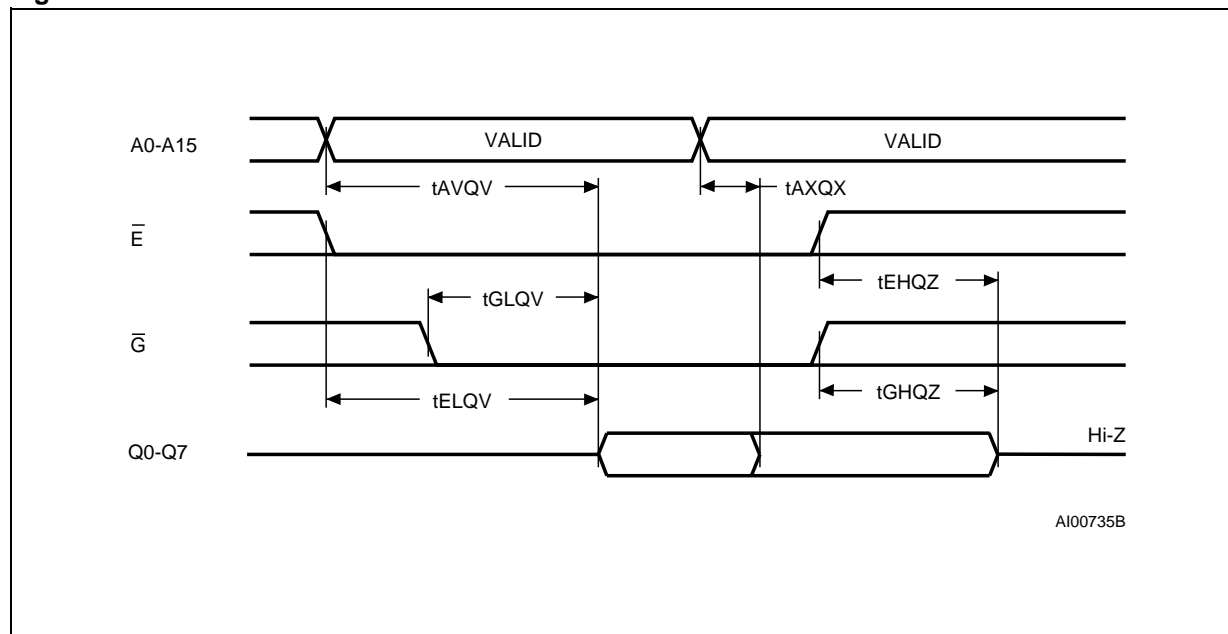 A0-A15
VALID
VALID
tAVQV
tAXQX
E̅
tEHQZ
tGLQV
G̅
tGHQZ
tELQV
Hi-Z
Q0-Q7
AI00735B